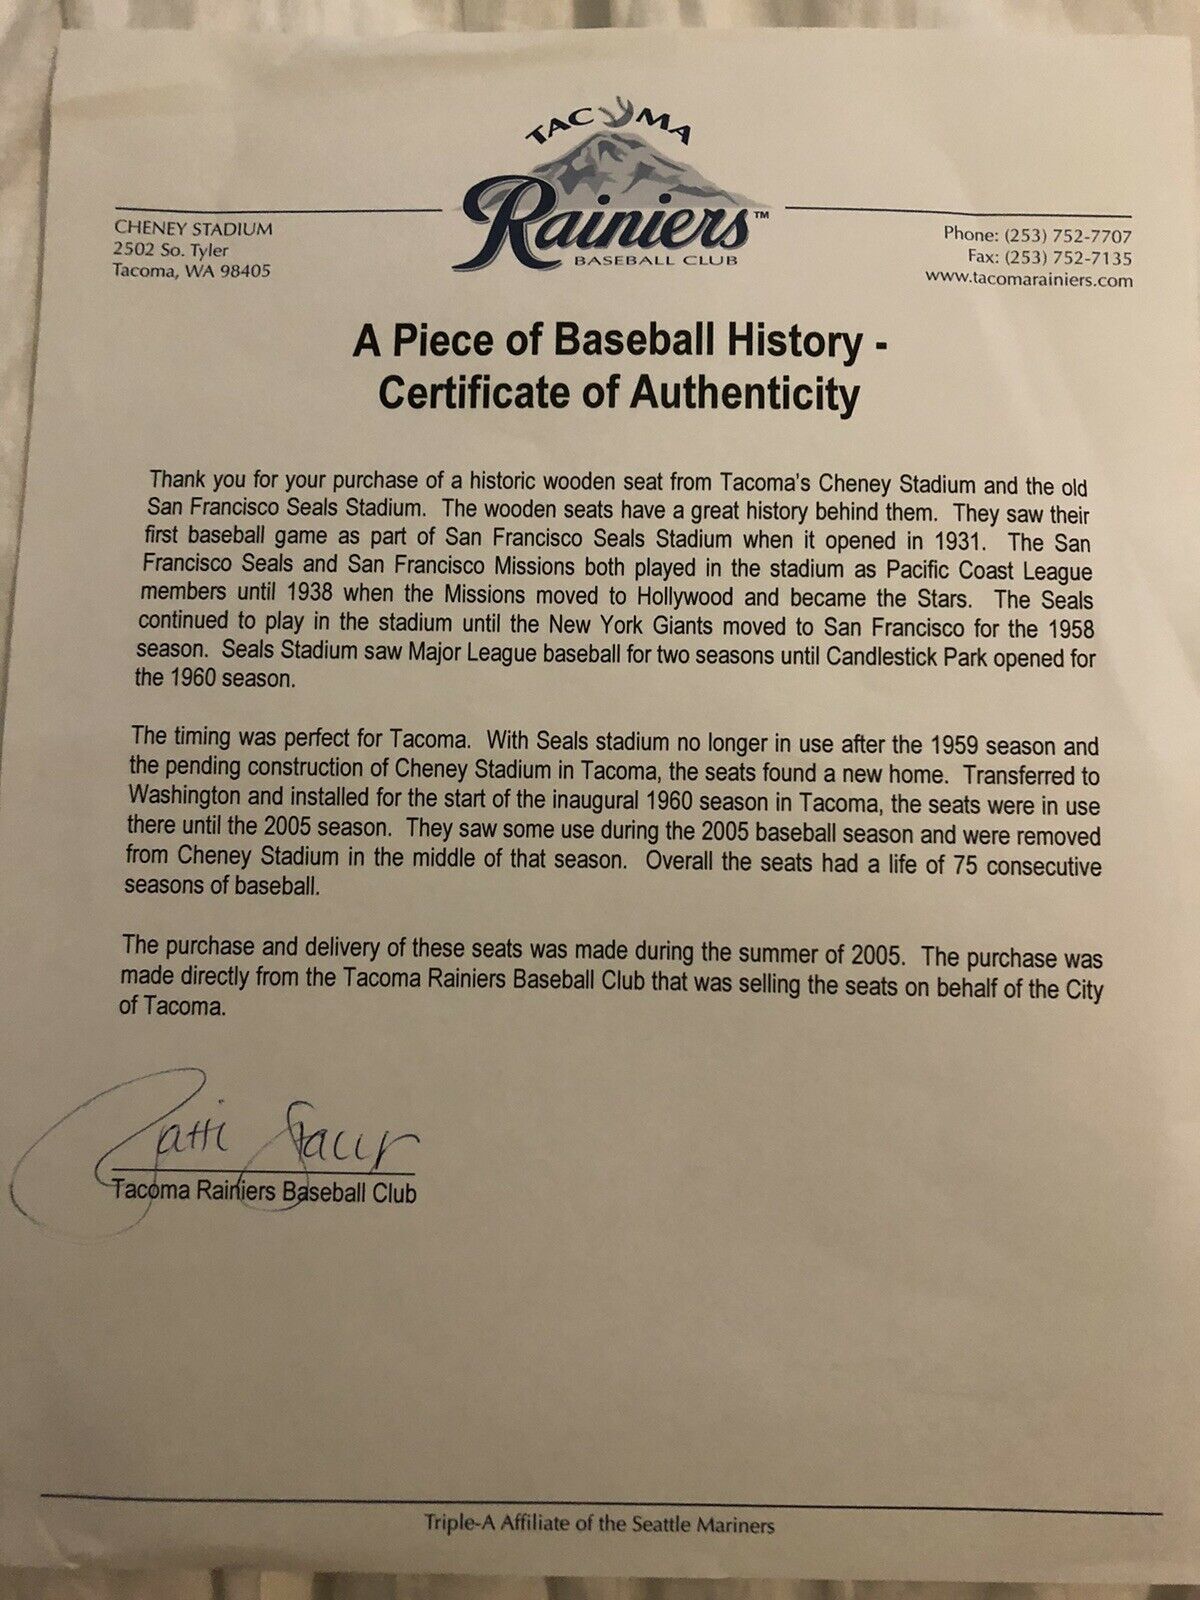 TACOMA
Rainiers™
BASEBALL CLUB
CHENEY STADIUM
2502 So. Tyler
Tacoma, WA 98405
Phone: (253) 752-7707
Fax: (253) 752-7135
www.tacomarainiers.com
A Piece of Baseball History -
Certificate of Authenticity
Thank you for your purchase of a historic wooden seat from Tacoma's Cheney Stadium and the old
San Francisco Seals Stadium. The wooden seats have a great history behind them. They saw their
first baseball game as part of San Francisco Seals Stadium when it opened in 1931. The San
Francisco Seals and San Francisco Missions both played in the stadium as Pacific Coast League
members until 1938 when the Missions moved to Hollywood and became the Stars. The Seals
continued to play in the stadium until the New York Giants moved to San Francisco for the 1958
season. Seals Stadium saw Major League baseball for two seasons until Candlestick Park opened for
the 1960 season.
The timing was perfect for Tacoma. With Seals stadium no longer in use after the 1959 season and
the pending construction of Cheney Stadium in Tacoma, the seats found a new home. Transferred to
Washington and installed for the start of the inaugural 1960 season in Tacoma, the seats were in use
there until the 2005 season. They saw some use during the 2005 baseball season and were removed
from Cheney Stadium in the middle of that season. Overall the seats had a life of 75 consecutive
seasons of baseball.
The purchase and delivery of these seats was made during the summer of 2005. The purchase was
made directly from the Tacoma Rainiers Baseball Club that was selling the seats on behalf of the City
of Tacoma.
Patti
Tacoma Rainiers Baseball Club
Triple-A Affiliate of the Seattle Mariners